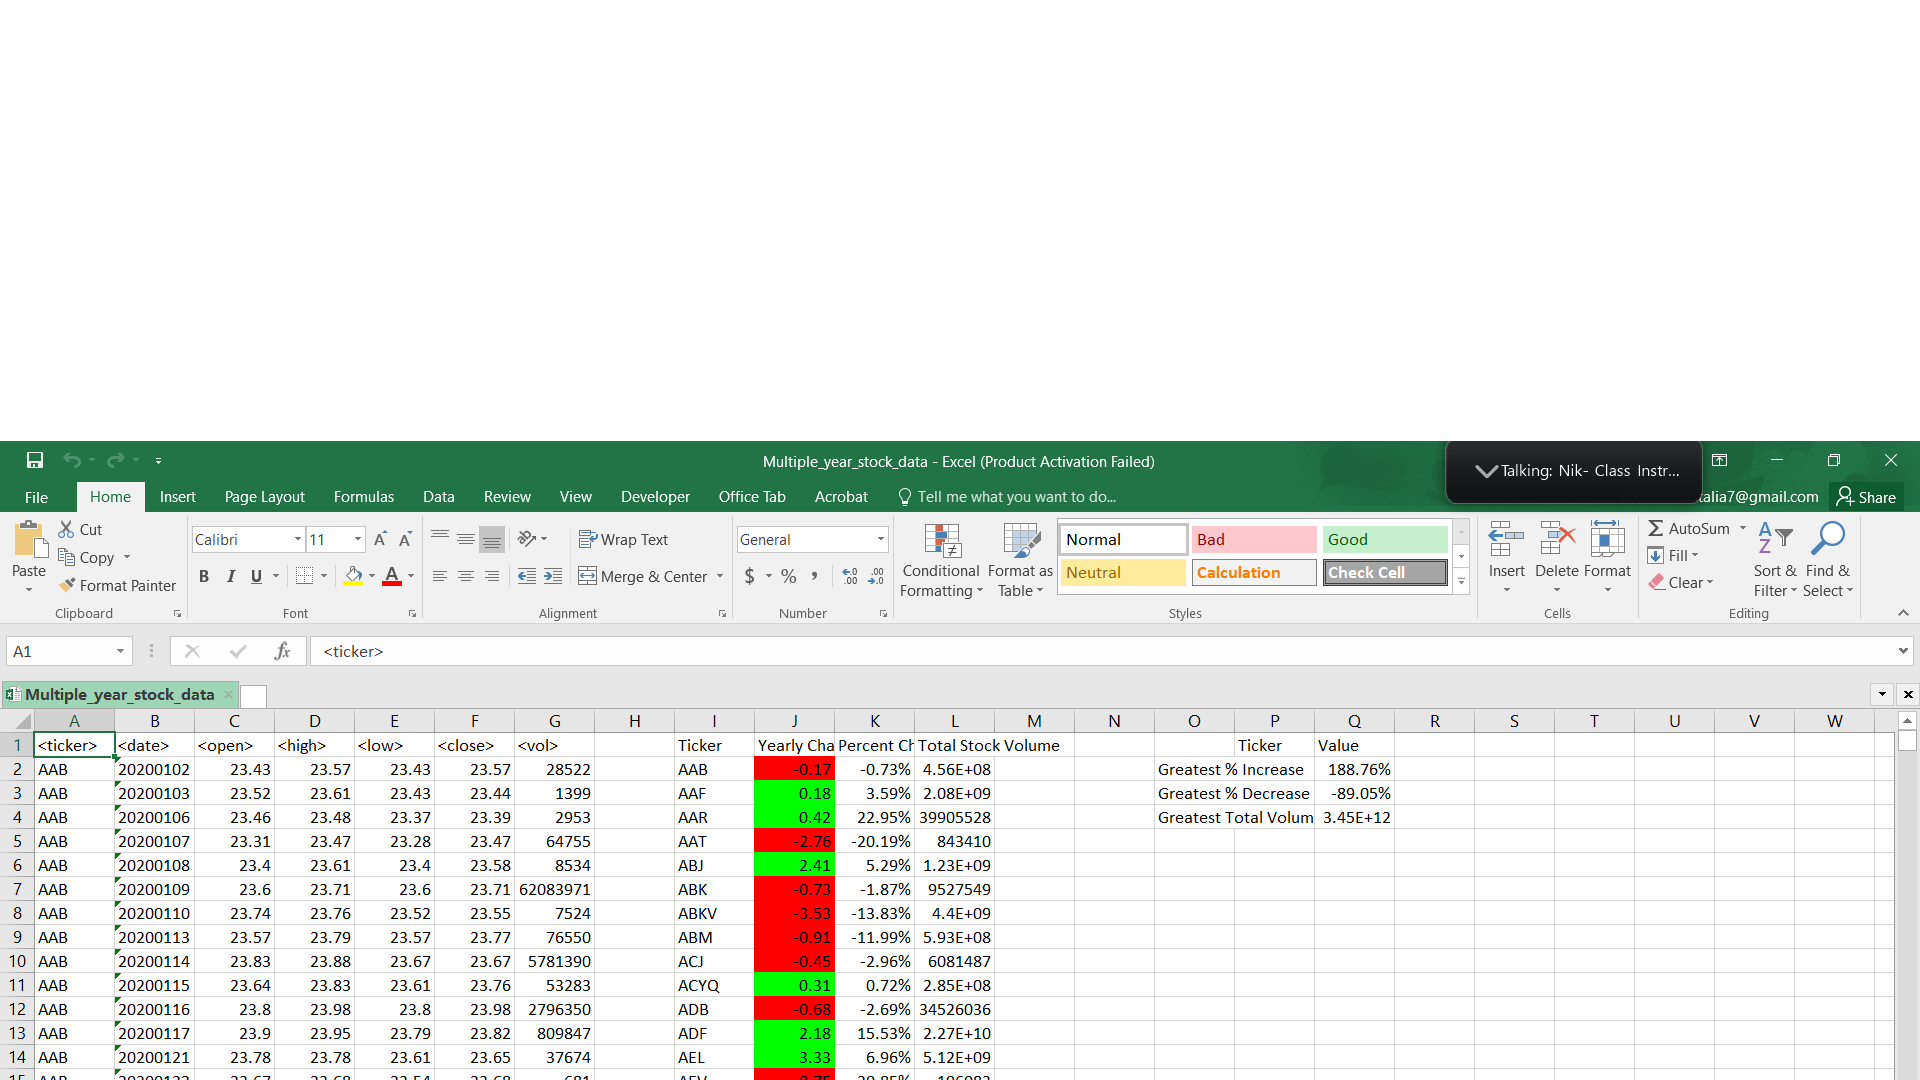 Multiple_year_stock_data - Excel (Product Activation Failed)
Talking: Nik- Class Instr...
File Home Insert Page Layout Formulas Data Review View Developer Office Tab Acrobat Tell me what you want to do... talia7@gmail.com Share
Paste
Cut
Copy
Format Painter
Clipboard
Calibri 11 A A
B I U A
Font
Wrap Text
Merge & Center
Alignment
General
$ % ,
Number
Conditional Formatting
Format as Table
Normal Bad Good
Neutral Calculation Check Cell
Styles
Insert Delete Format
Cells
AutoSum
Fill
Clear
Sort & Filter
Find & Select
Editing
A1 fx <ticker>
Multiple_year_stock_data
A B C D E F G H I J K L M N O P Q R S T U V W
1 <ticker> <date> <open> <high> <low> <close> <vol> Ticker Yearly Cha Percent Ch Total Stock Volume Ticker Value
2 AAB 20200102 23.43 23.57 23.43 23.57 28522 AAB -0.17 -0.73% 4.56E+08 Greatest % Increase 188.76%
3 AAB 20200103 23.52 23.61 23.43 23.44 1399 AAF 0.18 3.59% 2.08E+09 Greatest % Decrease -89.05%
4 AAB 20200106 23.46 23.48 23.37 23.39 2953 AAR 0.42 22.95% 39905528 Greatest Total Volum 3.45E+12
5 AAB 20200107 23.31 23.47 23.28 23.47 64755 AAT -2.76 -20.19% 843410
6 AAB 20200108 23.4 23.61 23.4 23.58 8534 ABJ 2.41 5.29% 1.23E+09
7 AAB 20200109 23.6 23.71 23.6 23.71 62083971 ABK -0.73 -1.87% 9527549
8 AAB 20200110 23.74 23.76 23.52 23.55 7524 ABKV -3.53 -13.83% 4.4E+09
9 AAB 20200113 23.57 23.79 23.57 23.77 76550 ABM -0.91 -11.99% 5.93E+08
10 AAB 20200114 23.83 23.88 23.67 23.67 5781390 ACJ -0.45 -2.96% 6081487
11 AAB 20200115 23.64 23.83 23.61 23.76 53283 ACYQ 0.31 0.72% 2.85E+08
12 AAB 20200116 23.8 23.98 23.8 23.98 2796350 ADB -0.68 -2.69% 34526036
13 AAB 20200117 23.9 23.95 23.79 23.82 809847 ADF 2.18 15.53% 2.27E+10
14 AAB 20200121 23.78 23.78 23.61 23.65 37674 AEL 3.33 6.96% 5.12E+09